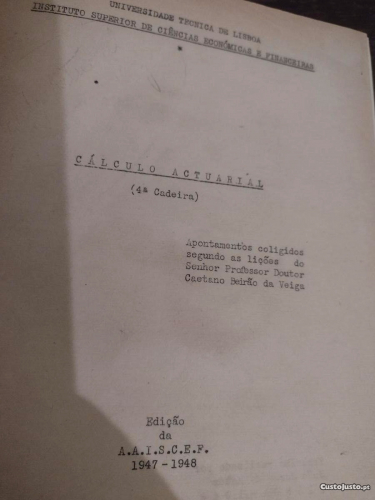 UNIVERSIDADE TECNICA DE LISBOA
INSTITUTO SUPERIOR DE CIÊNCIAS ECONÓMICAS E FINANCEIRAS
CÁLCULO ACTUARIAL
(4ª Cadeira)
Apontamentos coligidos
segundo as lições do
Senhor Professor Doutor
Caetano Beirão da Veiga
Edição
da
A.A.I.S.C.E.F.
1947-1948
CustoJusto.pt